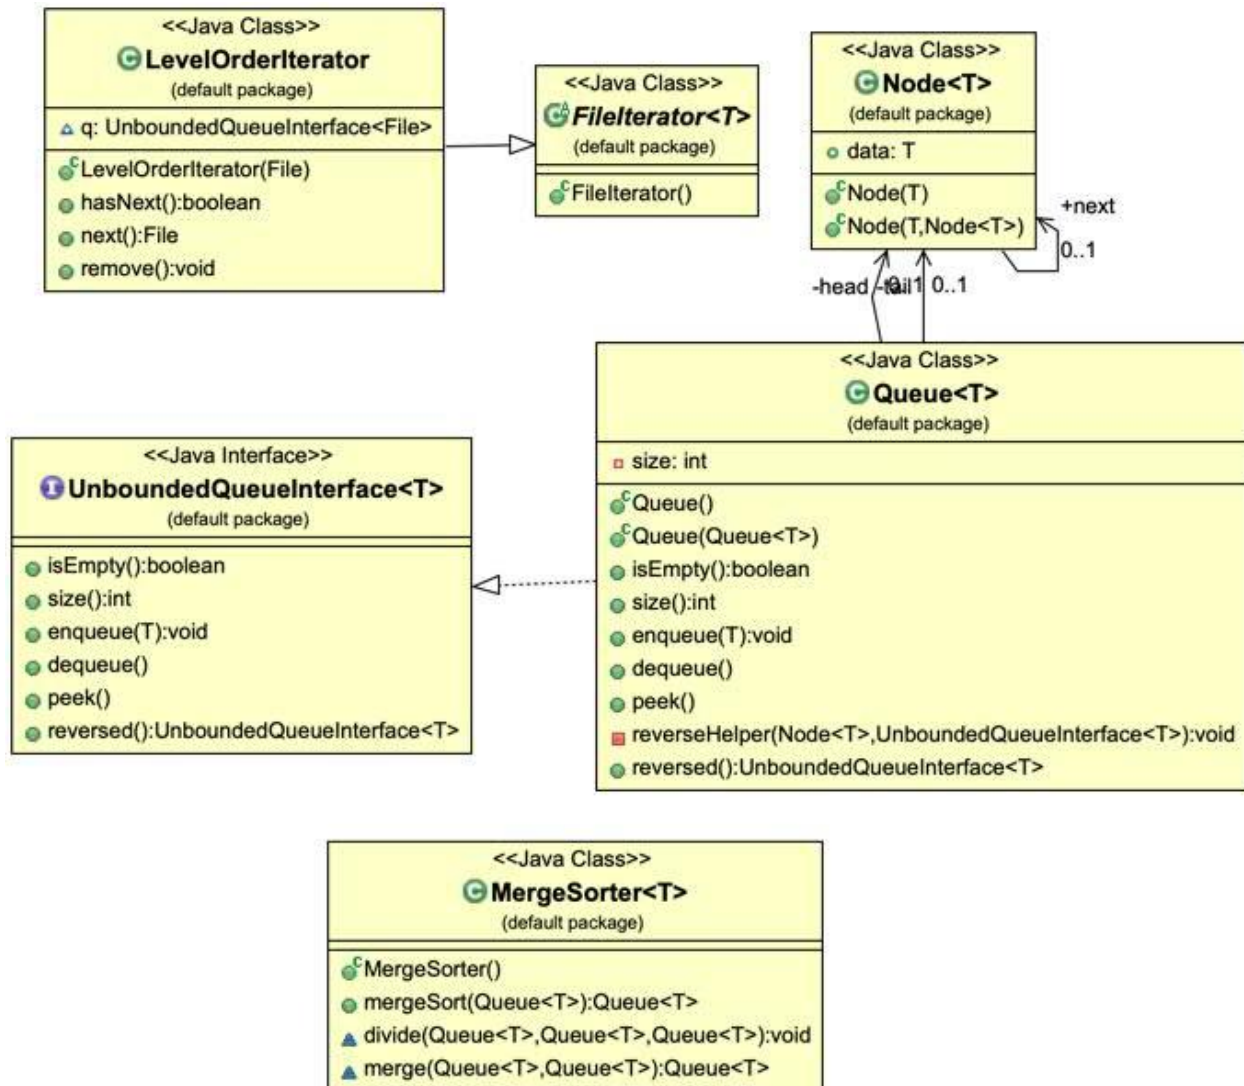 <<Java Class>>
LevelOrderIterator
(default package)
q: UnboundedQueueInterface<File>
LevelOrderIterator(File)
hasNext():boolean
next():File
remove():void
<<Java Class>>
FileIterator<T>
(default package)
FileIterator()
<<Java Class>>
Node<T>
(default package)
data: T
Node(T)
Node(T,Node<T>)
+next
0..1
-head
-tail
0..1
0..1
<<Java Class>>
Queue<T>
(default package)
size: int
Queue()
Queue(Queue<T>)
isEmpty():boolean
size():int
enqueue(T):void
dequeue()
peek()
reverseHelper(Node<T>,UnboundedQueueInterface<T>):void
reversed():UnboundedQueueInterface<T>
<<Java Interface>>
UnboundedQueueInterface<T>
(default package)
isEmpty():boolean
size():int
enqueue(T):void
dequeue()
peek()
reversed():UnboundedQueueInterface<T>
<<Java Class>>
MergeSorter<T>
(default package)
MergeSorter()
mergeSort(Queue<T>):Queue<T>
divide(Queue<T>,Queue<T>,Queue<T>):void
merge(Queue<T>,Queue<T>):Queue<T>